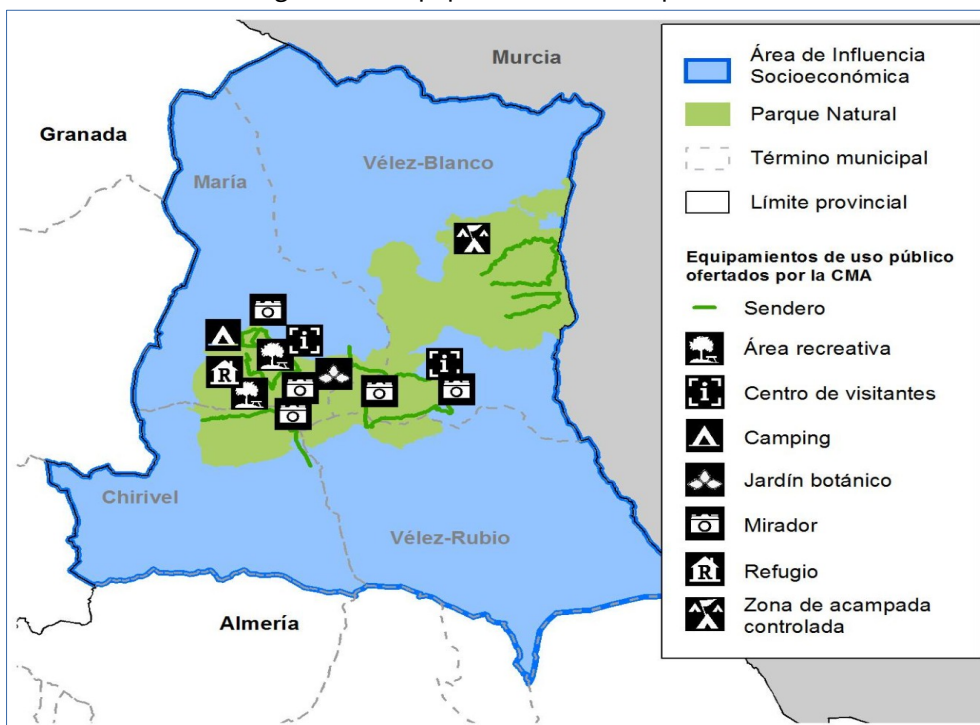 Murcia
Granada
María
Vélez-Blanco
Chirivel
Vélez-Rubio
Almería
Área de Influencia
Socioeconómica
Parque Natural
Término municipal
Límite provincial
Equipamientos de uso público
ofertados por la CMA
Sendero
Área recreativa
Centro de visitantes
Camping
Jardín botánico
Mirador
R Refugio
Zona de acampada
controlada